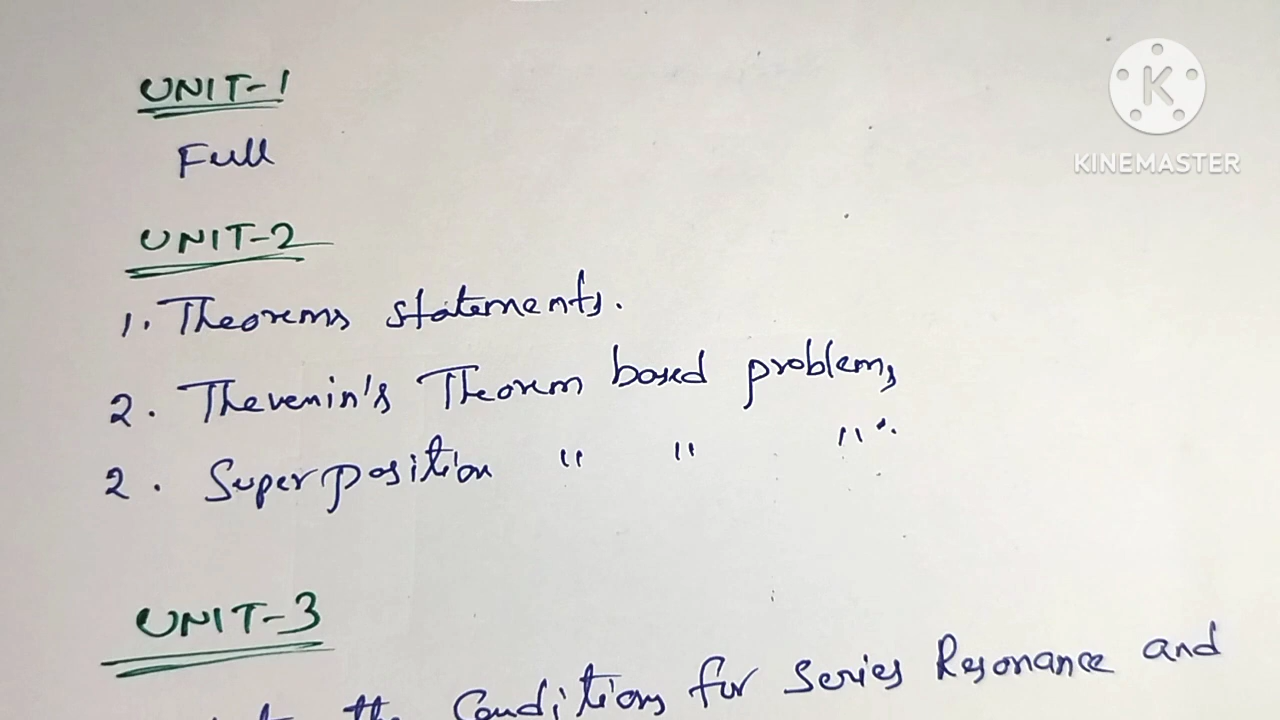 UNIT-1
Full
UNIT-2
1. Theorems statements.
2. Thevenin's Theorem based problems
2. Superposition " " ".
UNIT-3
the Conditions for Series Resonance and
K
KINEMASTER